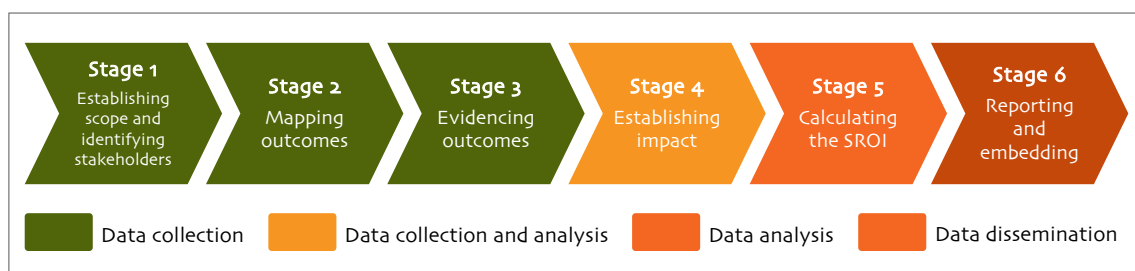 Stage 1
Establishing
scope and
identifying
stakeholders
Stage 2
Mapping
outcomes
Stage 3
Evidencing
outcomes
Stage 4
Establishing
impact
Stage 5
Calculating
the SROI
Stage 6
Reporting
and
embedding
Data collection
Data collection and analysis
Data analysis
Data dissemination